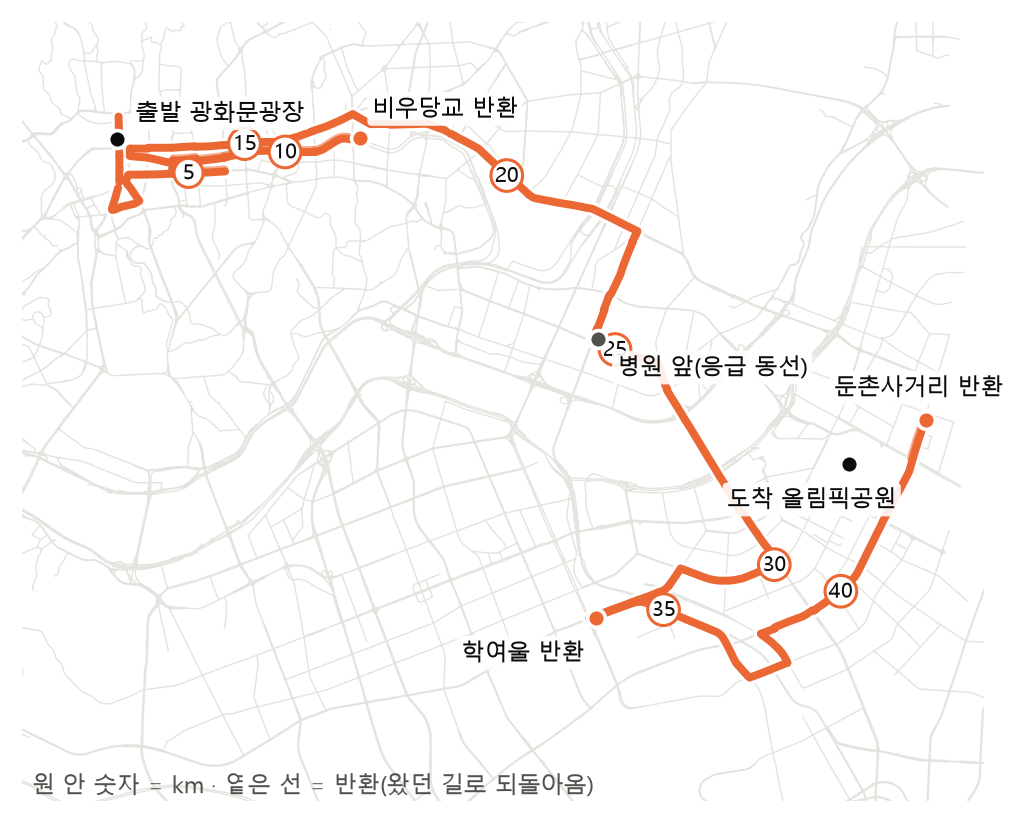 출발 광화문광장
비우당교 반환
15
10
5
20
25
병원 앞(응급 동선)
둔촌사거리 반환
도착 올림픽공원
30
40
35
학여울 반환
원 안 숫자 = km · 옅은 선 = 반환(왔던 길로 되돌아옴)